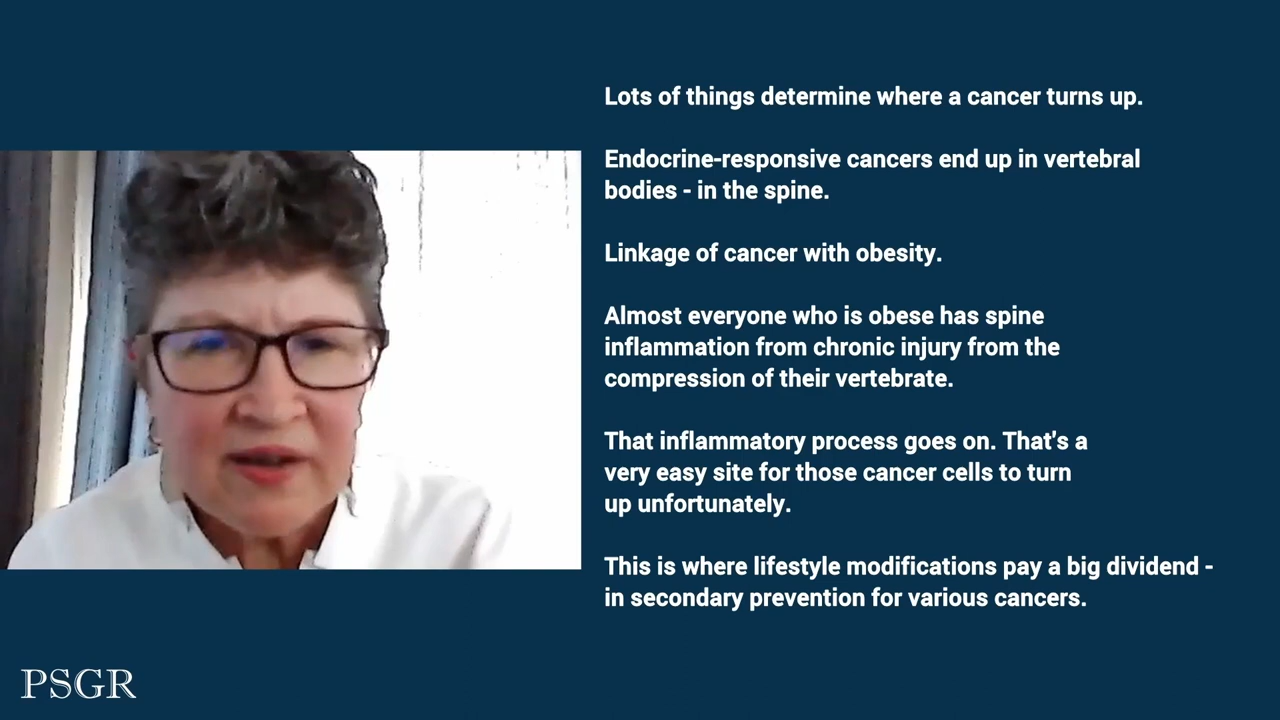 Lots of things determine where a cancer turns up.
Endocrine-responsive cancers end up in vertebral
bodies - in the spine.
Linkage of cancer with obesity.
Almost everyone who is obese has spine
inflammation from chronic injury from the
compression of their vertebrate.
That inflammatory process goes on. That's a
very easy site for those cancer cells to turn
up unfortunately.
This is where lifestyle modifications pay a big dividend -
in secondary prevention for various cancers.
PSGR